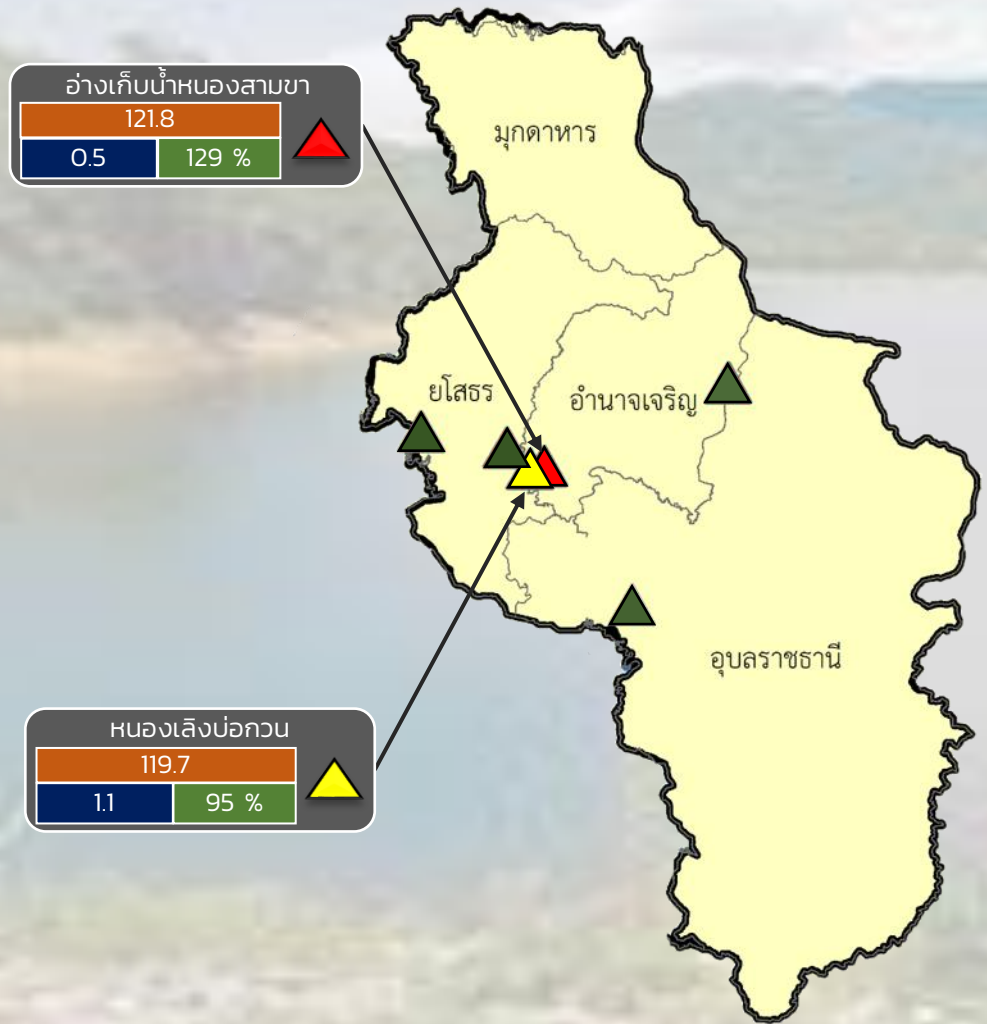 อ่างเก็บน้ำหนองสามขา
121.8
0.5 129 %
มุกดาหาร
ยโสธร
อำนาจเจริญ
อุบลราชธานี
หนองเลิงบ่อกวน
119.7
1.1 95 %